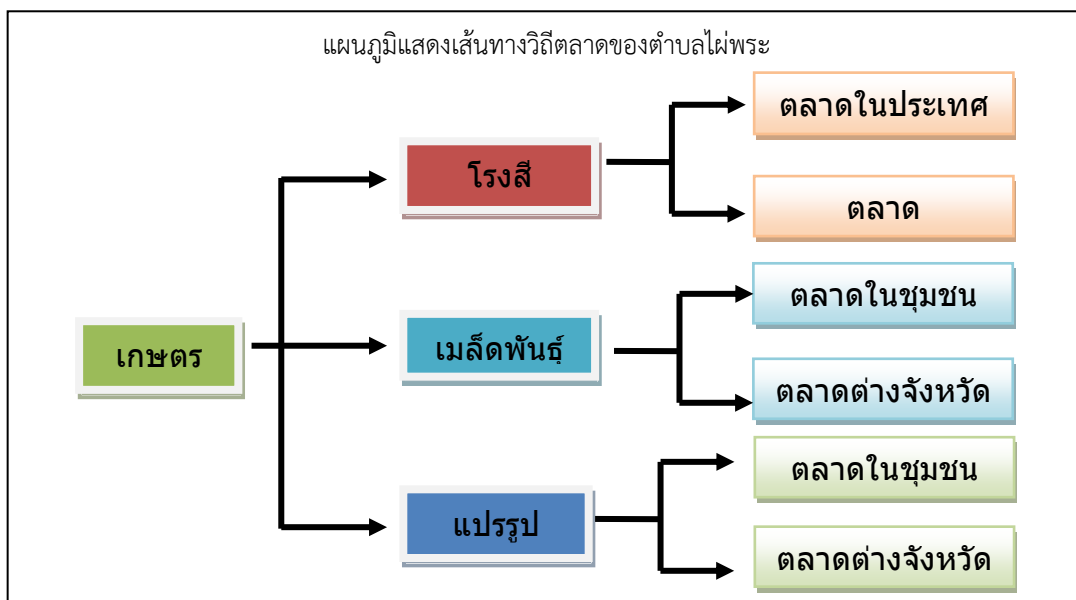 แผนภูมิแสดงเส้นทางวิถีตลาดของตำบลไผ่พระ
เกษตร
โรงสี
ตลาดในประเทศ
ตลาด
เมล็ดพันธุ์
ตลาดในชุมชน
ตลาดต่างจังหวัด
แปรรูป
ตลาดในชุมชน
ตลาดต่างจังหวัด